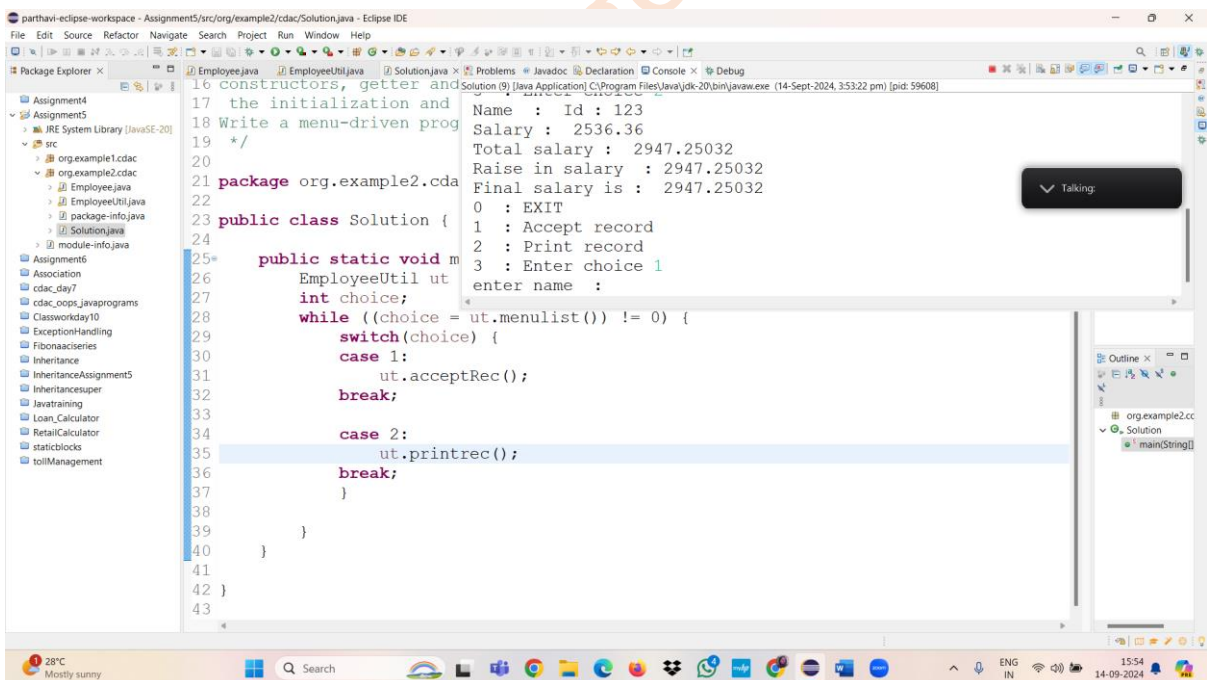 parthavi-eclipse-workspace - Assignment5/src/org/example2/cdac/Solution.java - Eclipse IDE
File Edit Source Refactor Navigate Search Project Run Window Help
Package Explorer ×
Assignment4
Assignment5
JRE System Library [JavaSE-20]
src
org.example1.cdac
org.example2.cdac
Employee.java
EmployeeUtil.java
package-info.java
Solution.java
module-info.java
Assignment6
Association
cdac_day7
cdac_oops_javaprograms
Classworkday10
ExceptionHandling
Fibonaaciseries
Inheritance
InheritanceAssignment5
Inheritancesuper
Javatraining
Loan_Calculator
RetailCalculator
staticblocks
tollManagement
Employee.java EmployeeUtil.java Solution.java ×
16 constructors, getter and
17 the initialization and
18 Write a menu-driven prog
19 */
20
21 package org.example2.cda
22
23 public class Solution {
24
25 public static void m
26 EmployeeUtil ut
27 int choice;
28 while ((choice = ut.menulist()) != 0) {
29 switch(choice) {
30 case 1:
31 ut.acceptRec();
32 break;
33
34 case 2:
35 ut.printrec();
36 break;
37 }
38
39 }
40 }
41
42 }
43
Problems Javadoc Declaration Console × Debug
Solution (9) [Java Application] C:\Program Files\Java\jdk-20\bin\javaw.exe (14-Sept-2024, 3:53:22 pm) [pid: 59608]
3 : Enter choice 2
Name : Id : 123
Salary : 2536.36
Total salary : 2947.25032
Raise in salary : 2947.25032
Final salary is : 2947.25032
0 : EXIT
1 : Accept record
2 : Print record
3 : Enter choice 1
enter name :
Talking:
Outline ×
org.example2.cc
Solution
main(String[]
28°C
Mostly sunny
Search
ENG
IN
15:54
14-09-2024